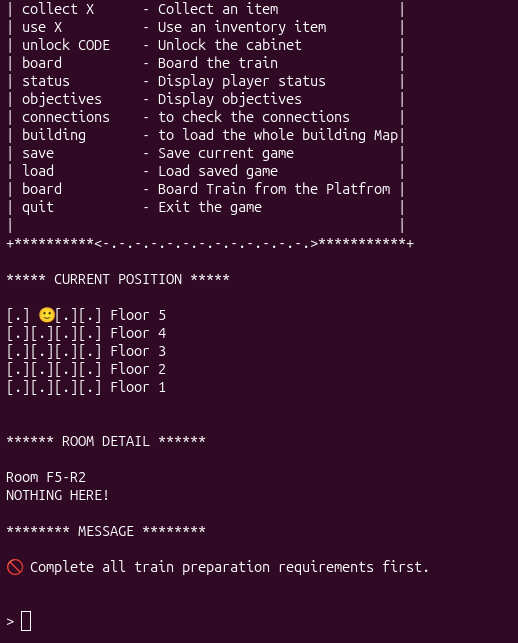 | collect X      - Collect an item               |
| use X          - Use an inventory item         |
| unlock CODE    - Unlock the cabinet            |
| board          - Board the train               |
| status         - Display player status         |
| objectives     - Display objectives            |
| connections    - to check the connections      |
| building       - to load the whole building Map|
| save           - Save current game             |
| load           - Load saved game               |
| board          - Board Train from the Platfrom |
| quit           - Exit the game                 |
|                                                |
+**********<-.-.-.-.-.-.-.-.-.-.-.-.-.>***********+
***** CURRENT POSITION *****
[.] 🙂[.][.] Floor 5
[.][.][.][.] Floor 4
[.][.][.][.] Floor 3
[.][.][.][.] Floor 2
[.][.][.][.] Floor 1
****** ROOM DETAIL ******
Room F5-R2
NOTHING HERE!
******** MESSAGE ********
🚫 Complete all train preparation requirements first.
>